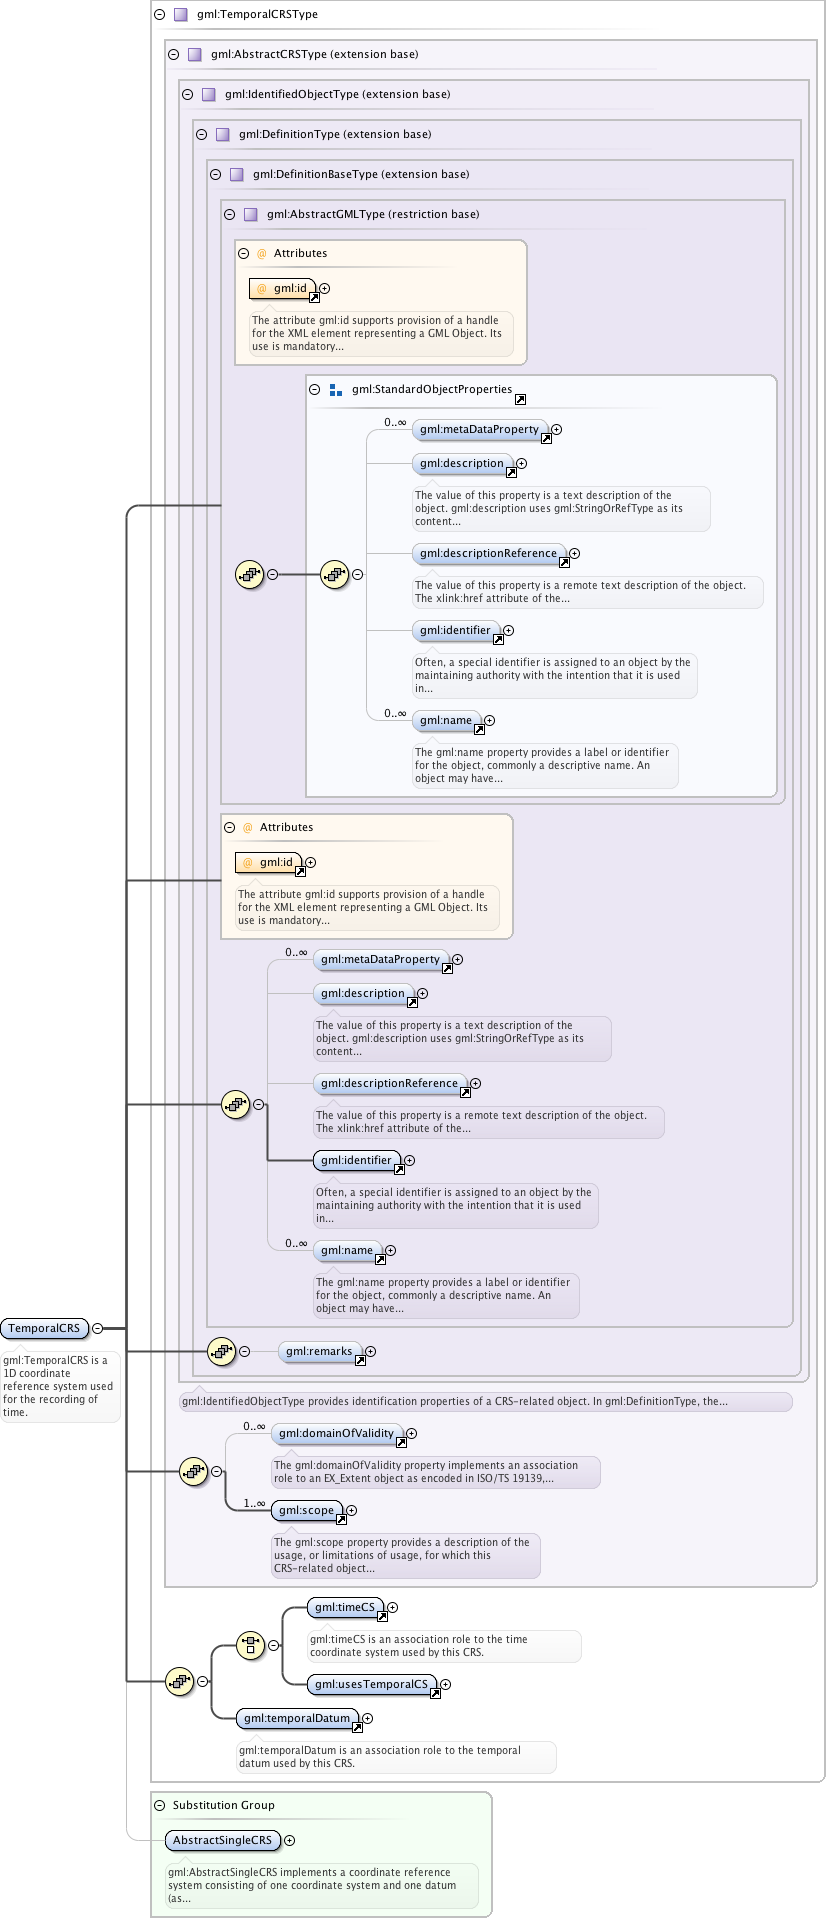 gml:TemporalCRSType
gml:AbstractCRSType (extension base)
gml:IdentifiedObjectType (extension base)
gml:DefinitionType (extension base)
gml:DefinitionBaseType (extension base)
gml:AbstractGMLType (restriction base)
@ Attributes
@ gml:id
The attribute gml:id supports provision of a handle
for the XML element representing a GML Object. Its
use is mandatory...
gml:StandardObjectProperties
0..∞
gml:metaDataProperty
gml:description
The value of this property is a text description of the
object. gml:description uses gml:StringOrRefType as its
content...
gml:descriptionReference
The value of this property is a remote text description of the object.
The xlink:href attribute of the...
gml:identifier
Often, a special identifier is assigned to an object by the
maintaining authority with the intention that it is used
in...
0..∞
gml:name
The gml:name property provides a label or identifier
for the object, commonly a descriptive name. An
object may have...
@ Attributes
@ gml:id
The attribute gml:id supports provision of a handle
for the XML element representing a GML Object. Its
use is mandatory...
0..∞
gml:metaDataProperty
gml:description
The value of this property is a text description of the
object. gml:description uses gml:StringOrRefType as its
content...
gml:descriptionReference
The value of this property is a remote text description of the object.
The xlink:href attribute of the...
gml:identifier
Often, a special identifier is assigned to an object by the
maintaining authority with the intention that it is used
in...
0..∞
gml:name
The gml:name property provides a label or identifier
for the object, commonly a descriptive name. An
object may have...
TemporalCRS
gml:TemporalCRS is a
1D coordinate
reference system used
for the recording of
time.
gml:remarks
gml:IdentifiedObjectType provides identification properties of a CRS-related object. In gml:DefinitionType, the...
0..∞
gml:domainOfValidity
The gml:domainOfValidity property implements an association
role to an EX_Extent object as encoded in ISO/TS 19139,...
1..∞
gml:scope
The gml:scope property provides a description of the
usage, or limitations of usage, for which this
CRS-related object...
gml:timeCS
gml:timeCS is an association role to the time
coordinate system used by this CRS.
gml:usesTemporalCS
gml:temporalDatum
gml:temporalDatum is an association role to the temporal
datum used by this CRS.
Substitution Group
AbstractSingleCRS
gml:AbstractSingleCRS implements a coordinate reference
system consisting of one coordinate system and one datum
(as...